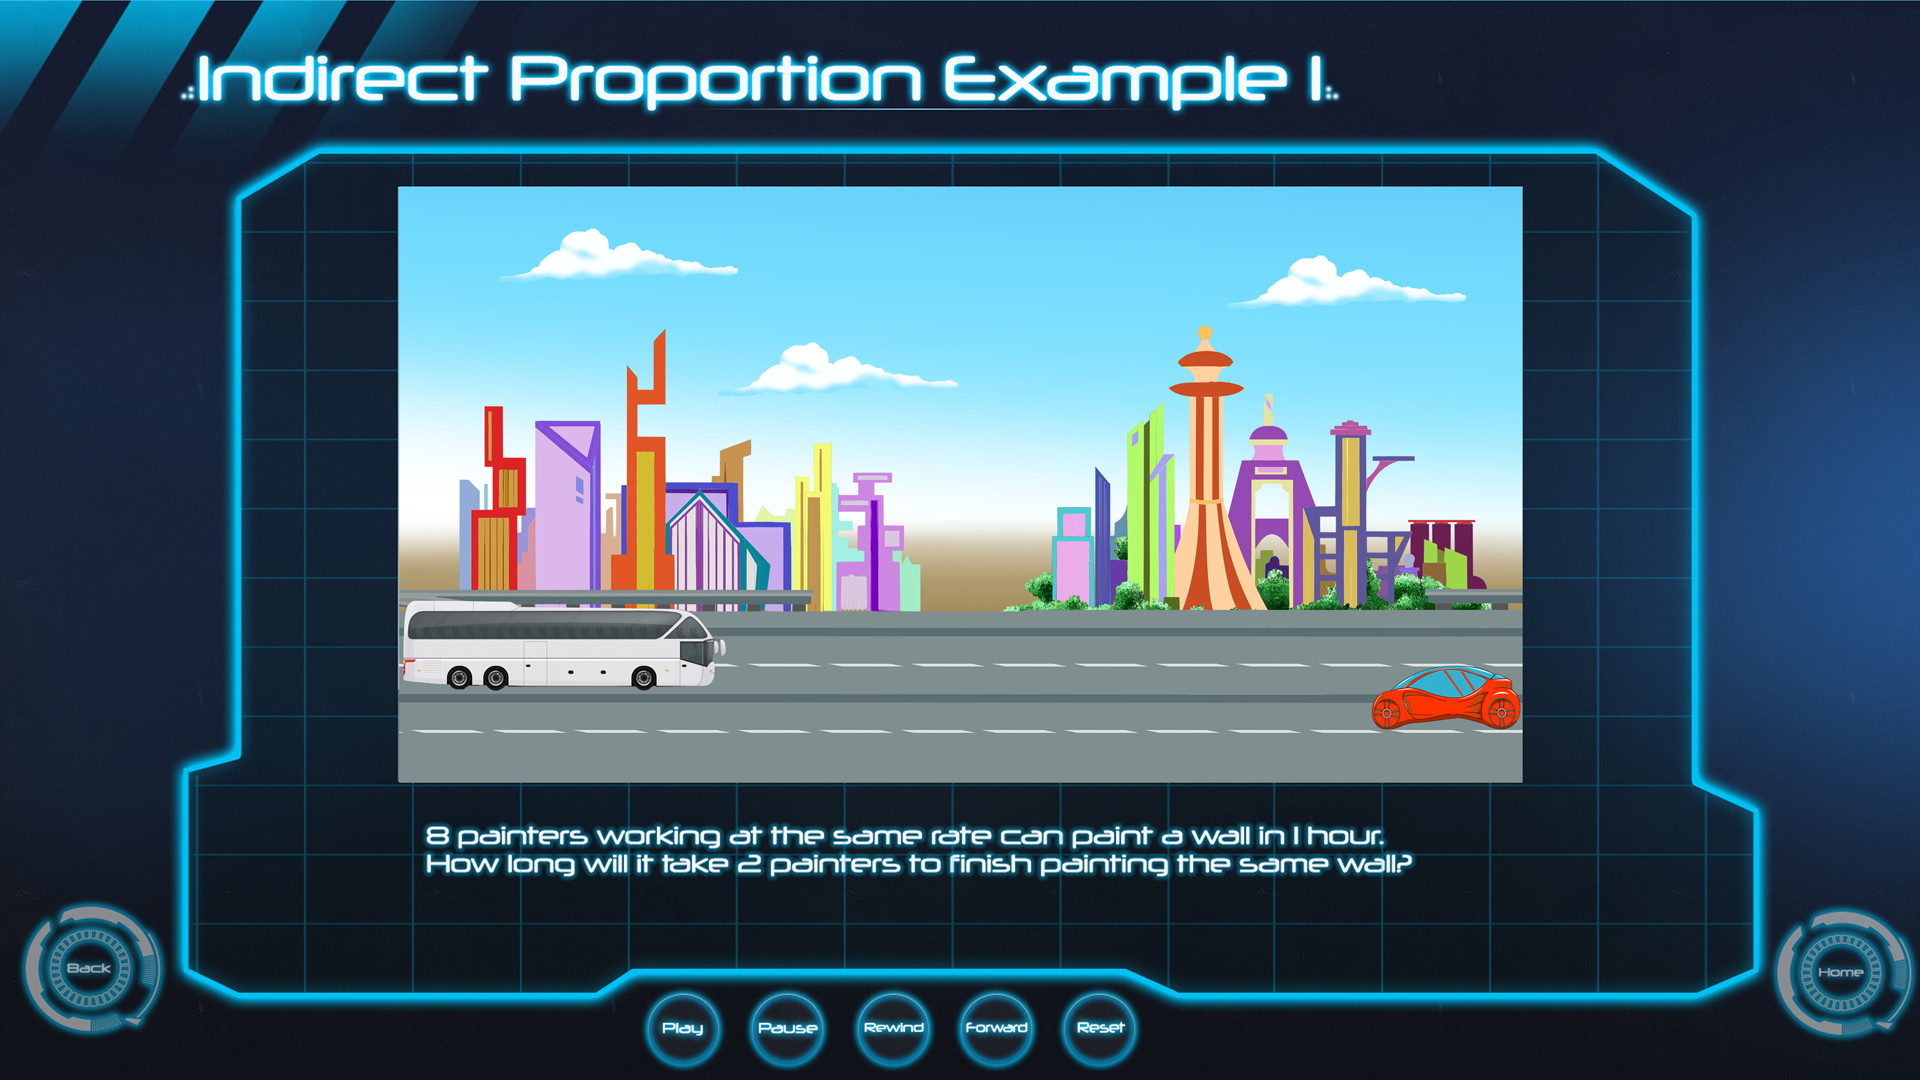 .:Indirect Proportion Example 1:.
8 painters working at the same rate can paint a wall in 1 hour.
How long will it take 2 painters to finish painting the same wall?
Back
Home
Play
Pause
Rewind
Forward
Reset